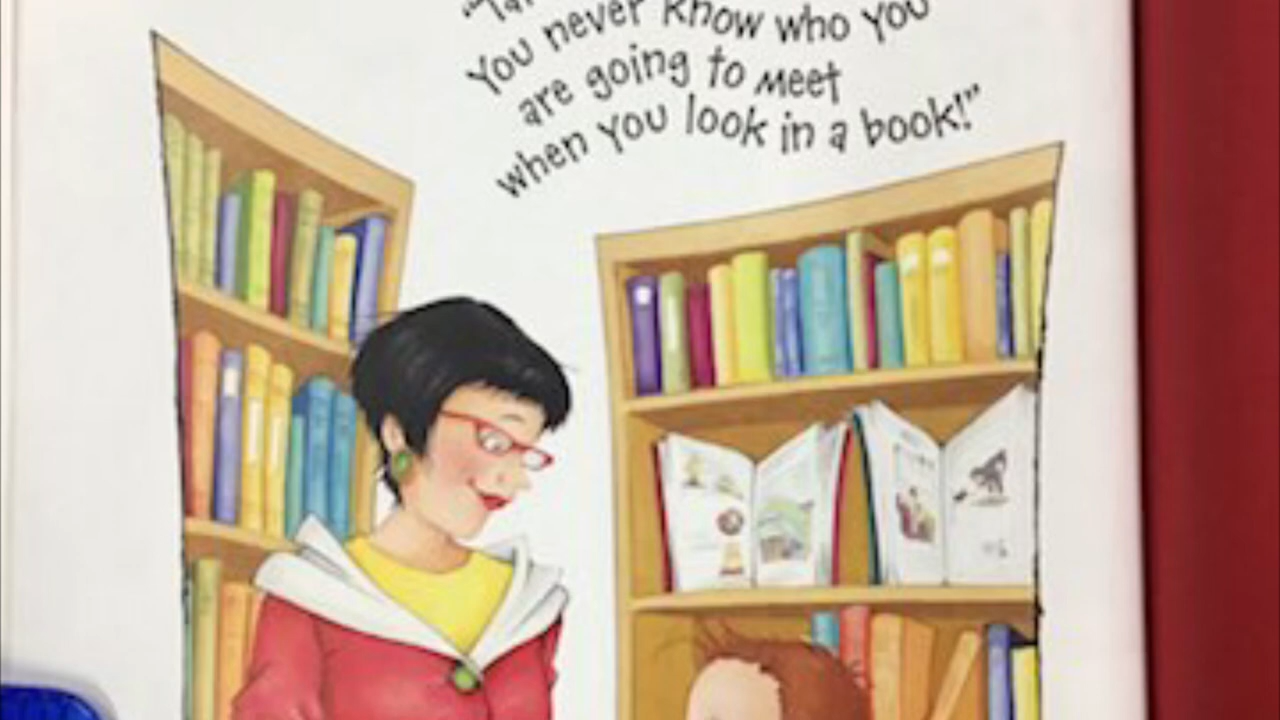 You never know who you
are going to meet
when you look in a book!"